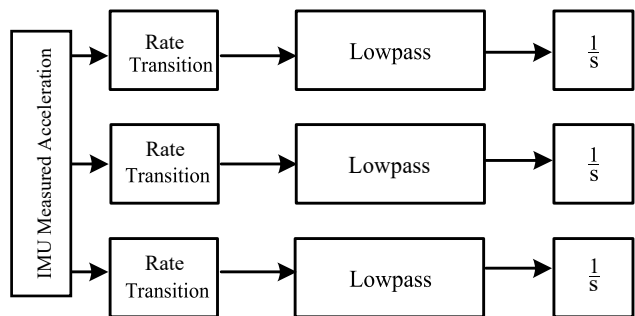 IMU Measured Acceleration
Rate
Transition
Lowpass
1
s
Rate
Transition
Lowpass
1
s
Rate
Transition
Lowpass
1
s